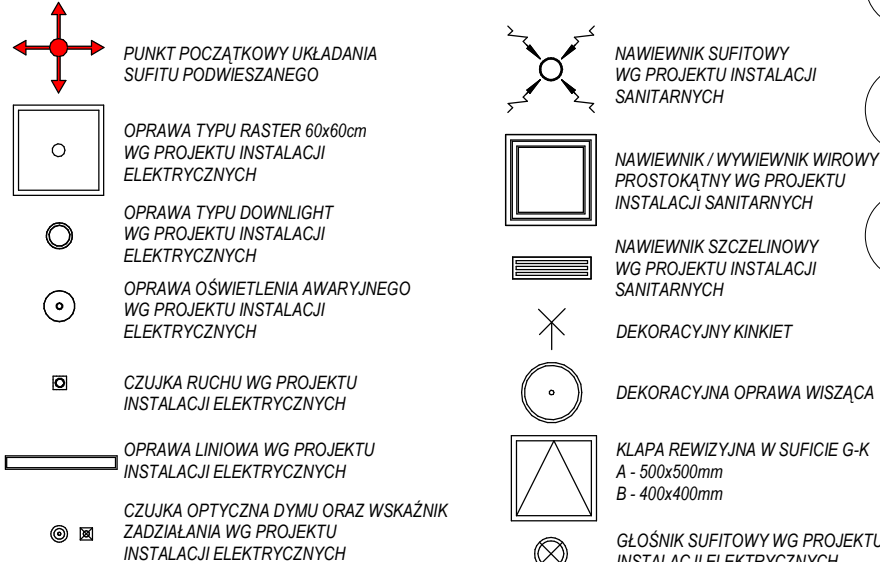 PUNKT POCZĄTKOWY UKŁADANIA
SUFITU PODWIESZANEGO
OPRAWA TYPU RASTER 60x60cm
WG PROJEKTU INSTALACJI
ELEKTRYCZNYCH
OPRAWA TYPU DOWNLIGHT
WG PROJEKTU INSTALACJI
ELEKTRYCZNYCH
OPRAWA OŚWIETLENIA AWARYJNEGO
WG PROJEKTU INSTALACJI
ELEKTRYCZNYCH
CZUJKA RUCHU WG PROJEKTU
INSTALACJI ELEKTRYCZNYCH
OPRAWA LINIOWA WG PROJEKTU
INSTALACJI ELEKTRYCZNYCH
CZUJKA OPTYCZNA DYMU ORAZ WSKAŹNIK
ZADZIAŁANIA WG PROJEKTU
INSTALACJI ELEKTRYCZNYCH
NAWIEWNIK SUFITOWY
WG PROJEKTU INSTALACJI
SANITARNYCH
NAWIEWNIK / WYWIEWNIK WIROWY
PROSTOKĄTNY WG PROJEKTU
INSTALACJI SANITARNYCH
NAWIEWNIK SZCZELINOWY
WG PROJEKTU INSTALACJI
SANITARNYCH
DEKORACYJNY KINKIET
DEKORACYJNA OPRAWA WISZĄCA
KLAPA REWIZYJNA W SUFICIE G-K
A - 500x500mm
B - 400x400mm
GŁOŚNIK SUFITOWY WG PROJEKTU
INSTALACJI ELEKTRYCZNYCH